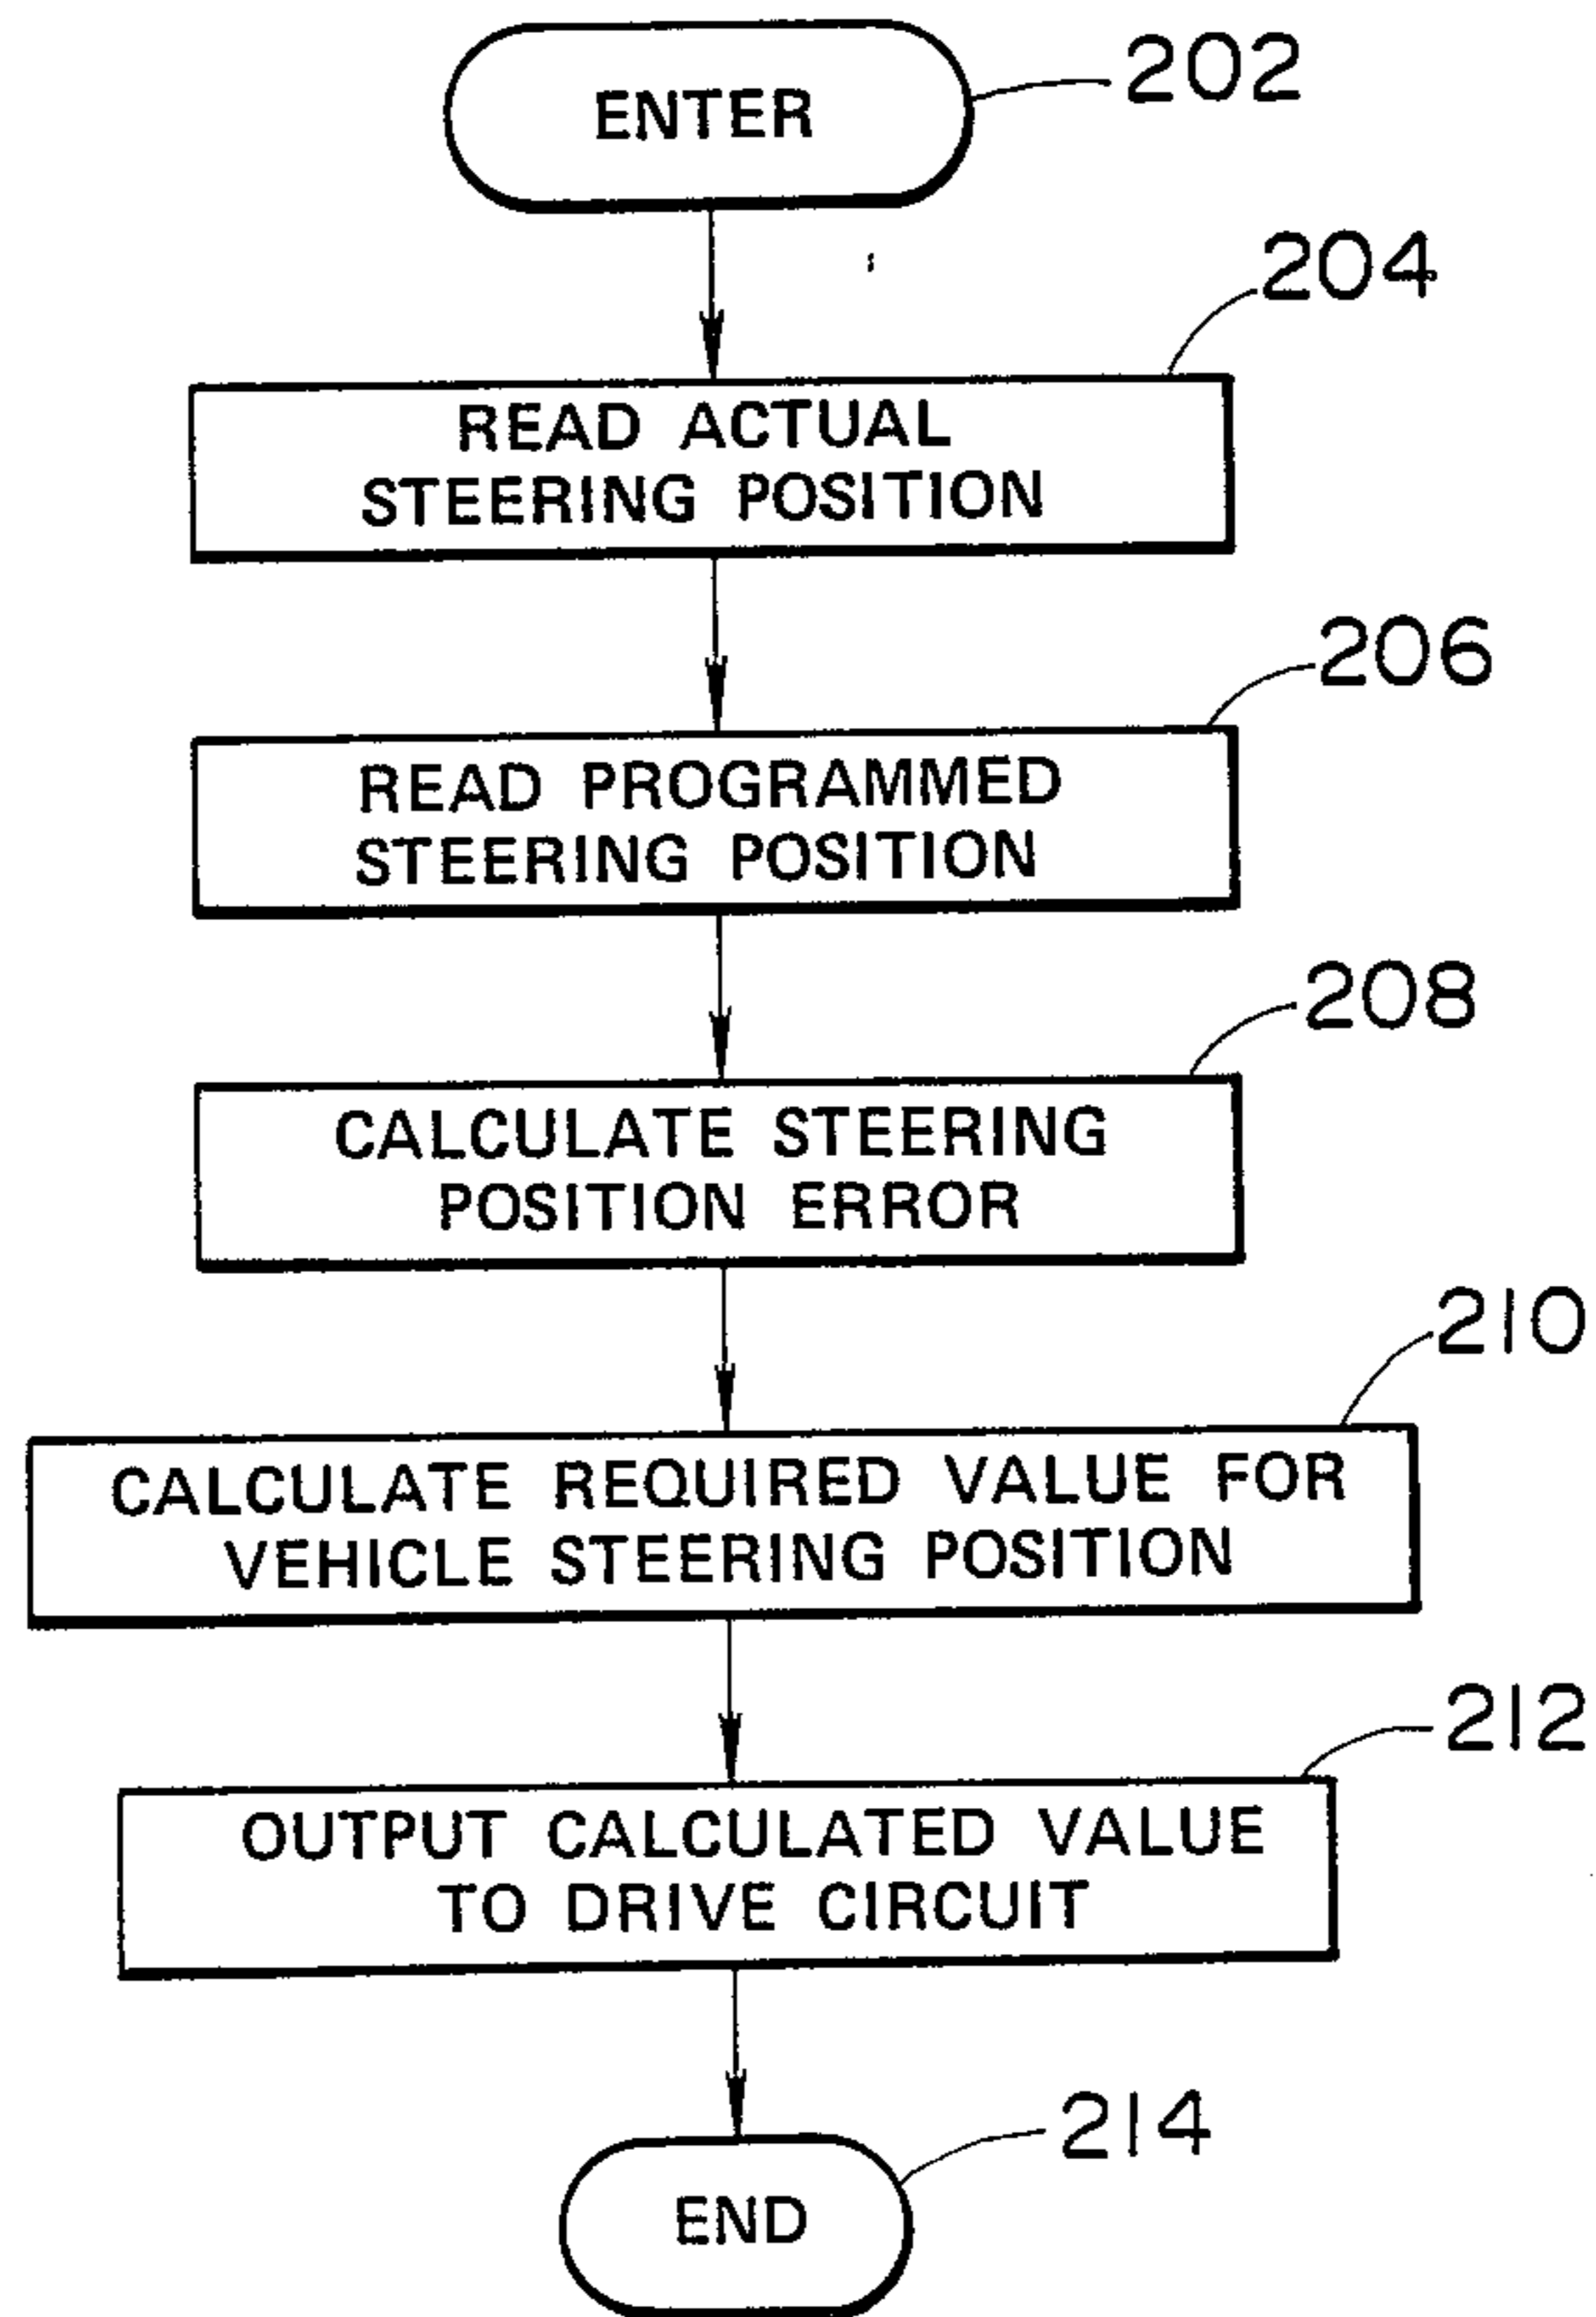 ENTER
202
204
READ ACTUAL
STEERING POSITION
206
READ PROGRAMMED
STEERING POSITION
208
CALCULATE STEERING
POSITION ERROR
210
CALCULATE REQUIRED VALUE FOR
VEHICLE STEERING POSITION
212
OUTPUT CALCULATED VALUE
TO DRIVE CIRCUIT
214
END